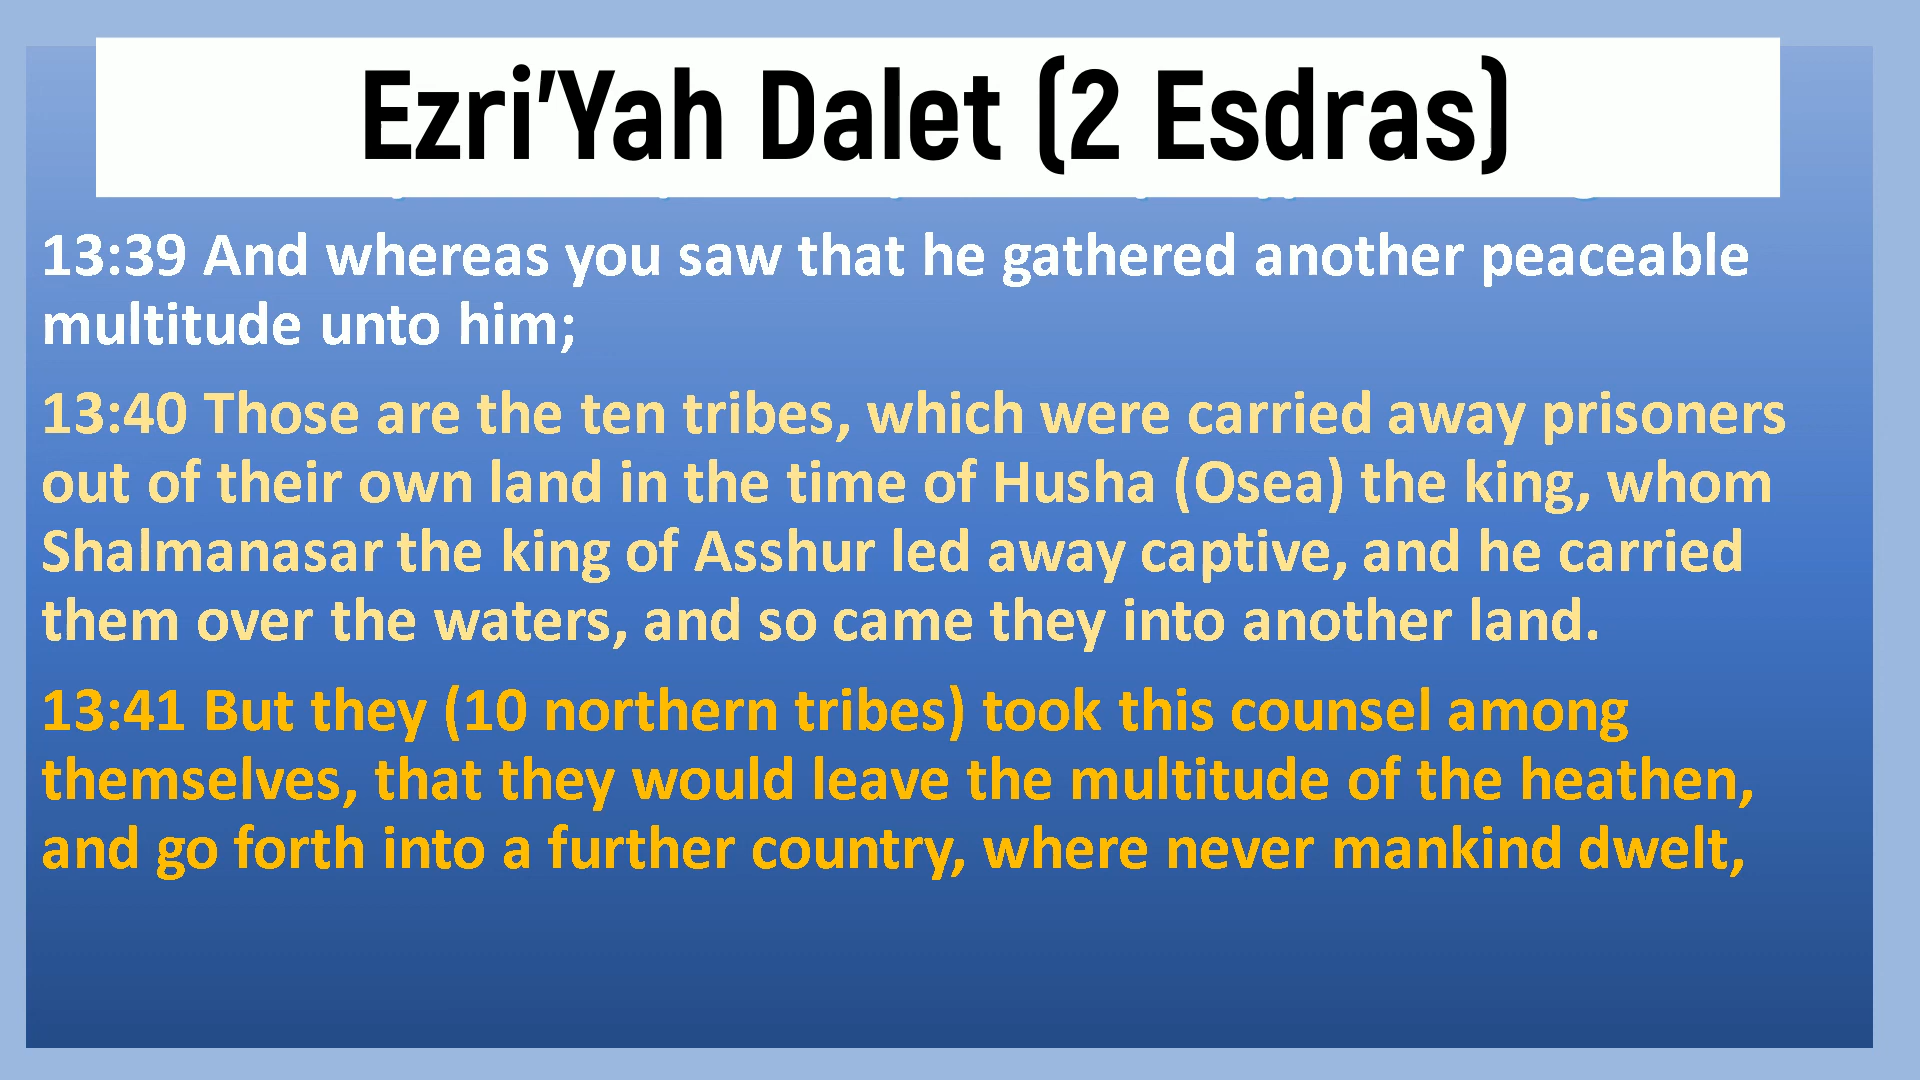 Ezri'Yah Dalet (2 Esdras)
13:39 And whereas you saw that he gathered another peaceable
multitude unto him;
13:40 Those are the ten tribes, which were carried away prisoners
out of their own land in the time of Husha (Osea) the king, whom
Shalmanasar the king of Asshur led away captive, and he carried
them over the waters, and so came they into another land.
13:41 But they (10 northern tribes) took this counsel among
themselves, that they would leave the multitude of the heathen,
and go forth into a further country, where never mankind dwelt,